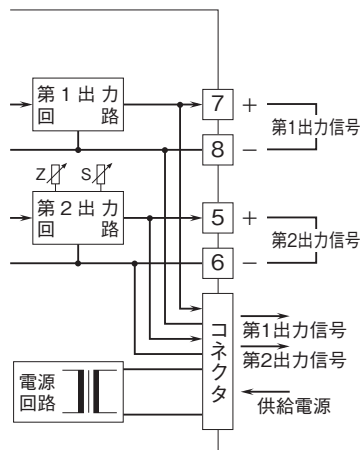 第1出力
回路
7
+
第1出力信号
8
−
Z
S
第2出力
回路
5
+
第2出力信号
6
−
コネクタ
第1出力信号
第2出力信号
供給電源
電源
回路